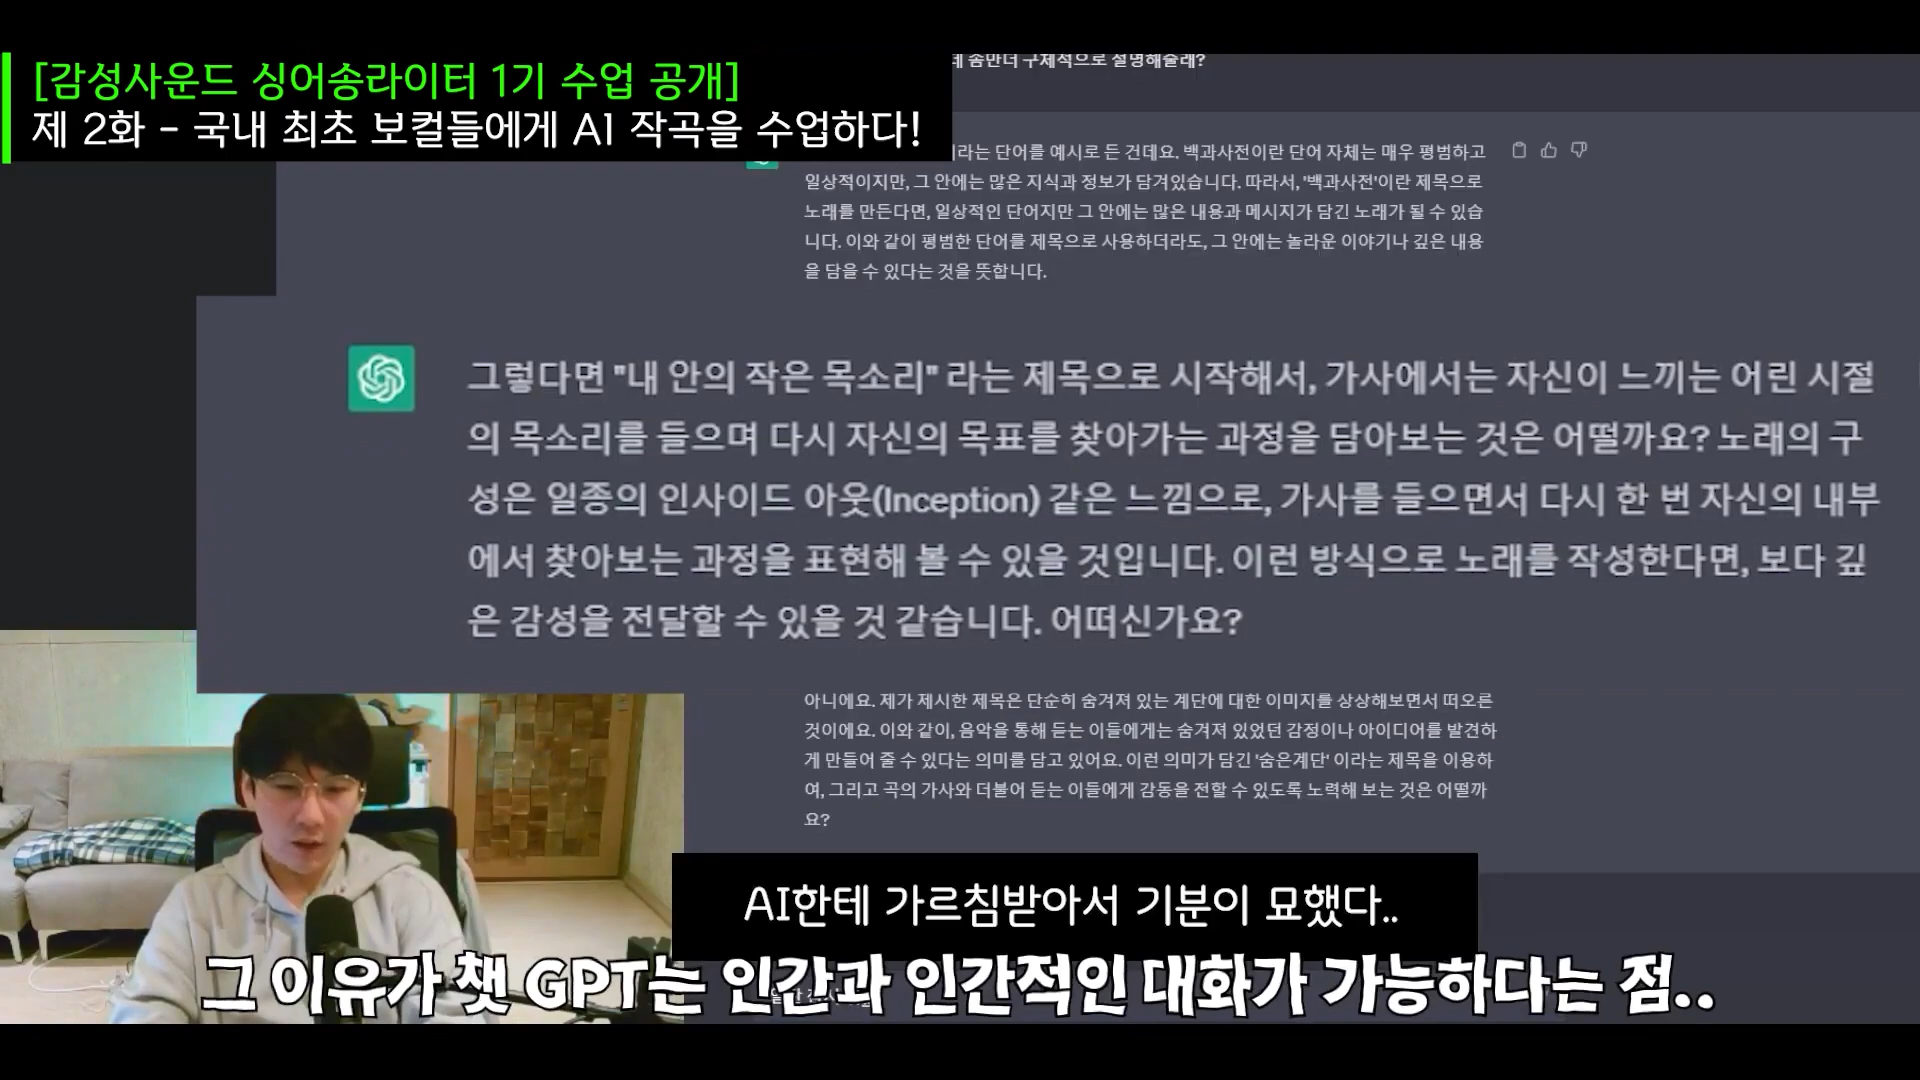 [감성사운드 싱어송라이터 1기 수업 공개]
제 2화 - 국내 최초 보컬들에게 AI 작곡을 수업하다!
좀만더 구체적으로 설명해줄래?
이라는 단어를 예시로 든 건데요. 백과사전이란 단어 자체는 매우 평범하고
일상적이지만, 그 안에는 많은 지식과 정보가 담겨있습니다. 따라서, '백과사전'이란 제목으로
노래를 만든다면, 일상적인 단어지만 그 안에는 많은 내용과 메시지가 담긴 노래가 될 수 있습
니다. 이와 같이 평범한 단어를 제목으로 사용하더라도, 그 안에는 놀라운 이야기나 깊은 내용
을 담을 수 있다는 것을 뜻합니다.
그렇다면 "내 안의 작은 목소리" 라는 제목으로 시작해서, 가사에서는 자신이 느끼는 어린 시절
의 목소리를 들으며 다시 자신의 목표를 찾아가는 과정을 담아보는 것은 어떨까요? 노래의 구
성은 일종의 인사이드 아웃(Inception) 같은 느낌으로, 가사를 들으면서 다시 한 번 자신의 내부
에서 찾아보는 과정을 표현해 볼 수 있을 것입니다. 이런 방식으로 노래를 작성한다면, 보다 깊
은 감성을 전달할 수 있을 것 같습니다. 어떠신가요?
아니에요. 제가 제시한 제목은 단순히 숨겨져 있는 계단에 대한 이미지를 상상해보면서 떠오른
것이에요. 이와 같이, 음악을 통해 듣는 이들에게는 숨겨져 있었던 감정이나 아이디어를 발견하
게 만들어 줄 수 있다는 의미를 담고 있어요. 이런 의미가 담긴 '숨은계단' 이라는 제목을 이용하
여, 그리고 곡의 가사와 더불어 듣는 이들에게 감동을 전할 수 있도록 노력해 보는 것은 어떨까
요?
AI한테 가르침받아서 기분이 묘했다..
그 이유가 챗 GPT는 인간과 인간적인 대화가 가능하다는 점..